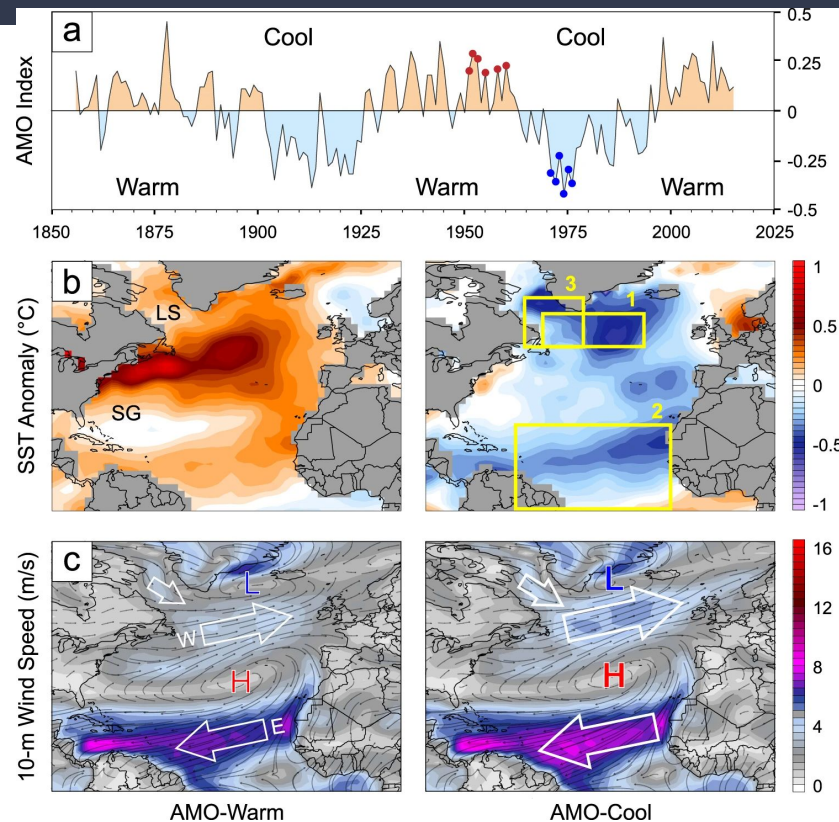 a
AMO Index
Cool
Cool
Warm
Warm
Warm
0.5
0.25
0
-0.25
-0.5
1850
1875
1900
1925
1950
1975
2000
2025
b
SST Anomaly (°C)
LS
SG
3
1
2
1
0.5
0
-0.5
-1
c
10-m Wind Speed (m/s)
L
W
H
E
L
H
16
12
8
4
0
AMO-Warm
AMO-Cool